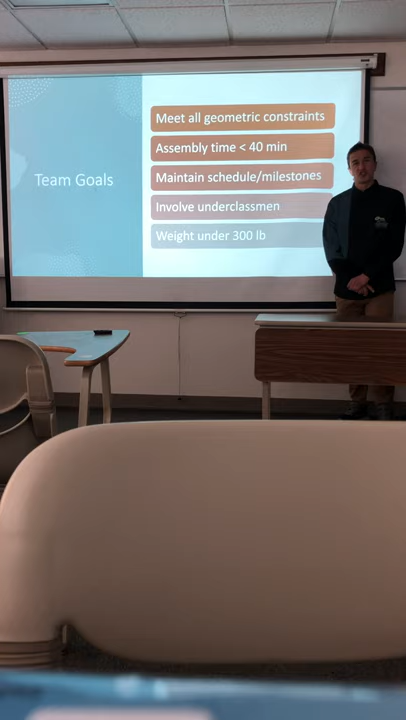 Team Goals
Meet all geometric constraints
Assembly time < 40 min
Maintain schedule/milestones
Involve underclassmen
Weight under 300 lb